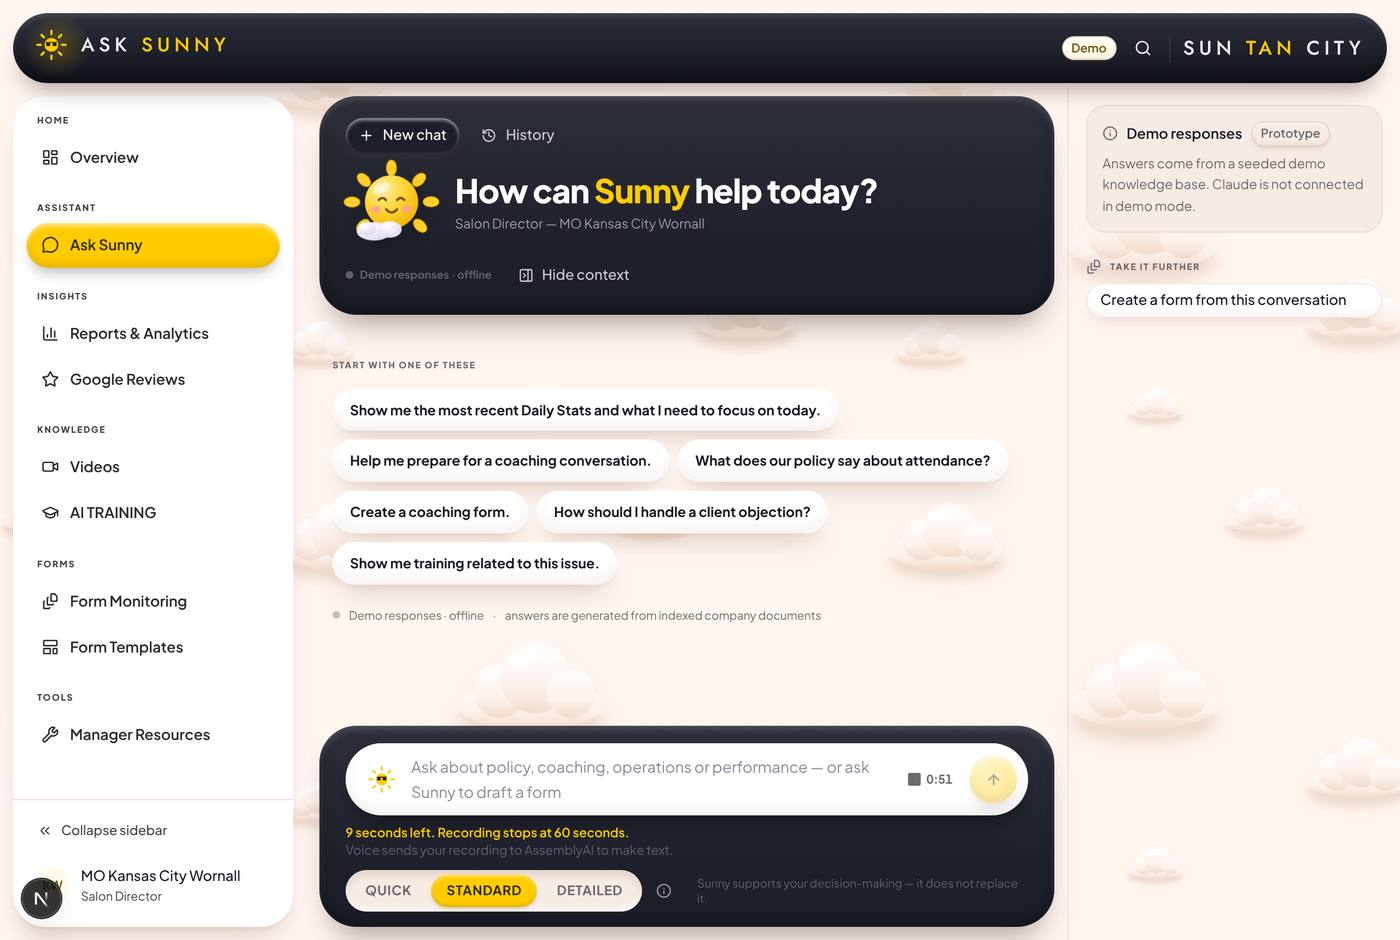 ASK SUNNY
Demo
SUN TAN CITY
HOME
Overview
ASSISTANT
Ask Sunny
INSIGHTS
Reports & Analytics
Google Reviews
KNOWLEDGE
Videos
AI TRAINING
FORMS
Form Monitoring
Form Templates
TOOLS
Manager Resources
Collapse sidebar
MO Kansas City Wornall
Salon Director
N
New chat
History
How can Sunny help today?
Salon Director — MO Kansas City Wornall
Demo responses · offline
Hide context
START WITH ONE OF THESE
Show me the most recent Daily Stats and what I need to focus on today.
Help me prepare for a coaching conversation.
What does our policy say about attendance?
Create a coaching form.
How should I handle a client objection?
Show me training related to this issue.
Demo responses · offline · answers are generated from indexed company documents
Ask about policy, coaching, operations or performance — or ask
Sunny to draft a form
0:51
9 seconds left. Recording stops at 60 seconds.
Voice sends your recording to AssemblyAI to make text.
QUICK
STANDARD
DETAILED
Sunny supports your decision-making — it does not replace
it.
Demo responses
Prototype
Answers come from a seeded demo
knowledge base. Claude is not connected
in demo mode.
TAKE IT FURTHER
Create a form from this conversation